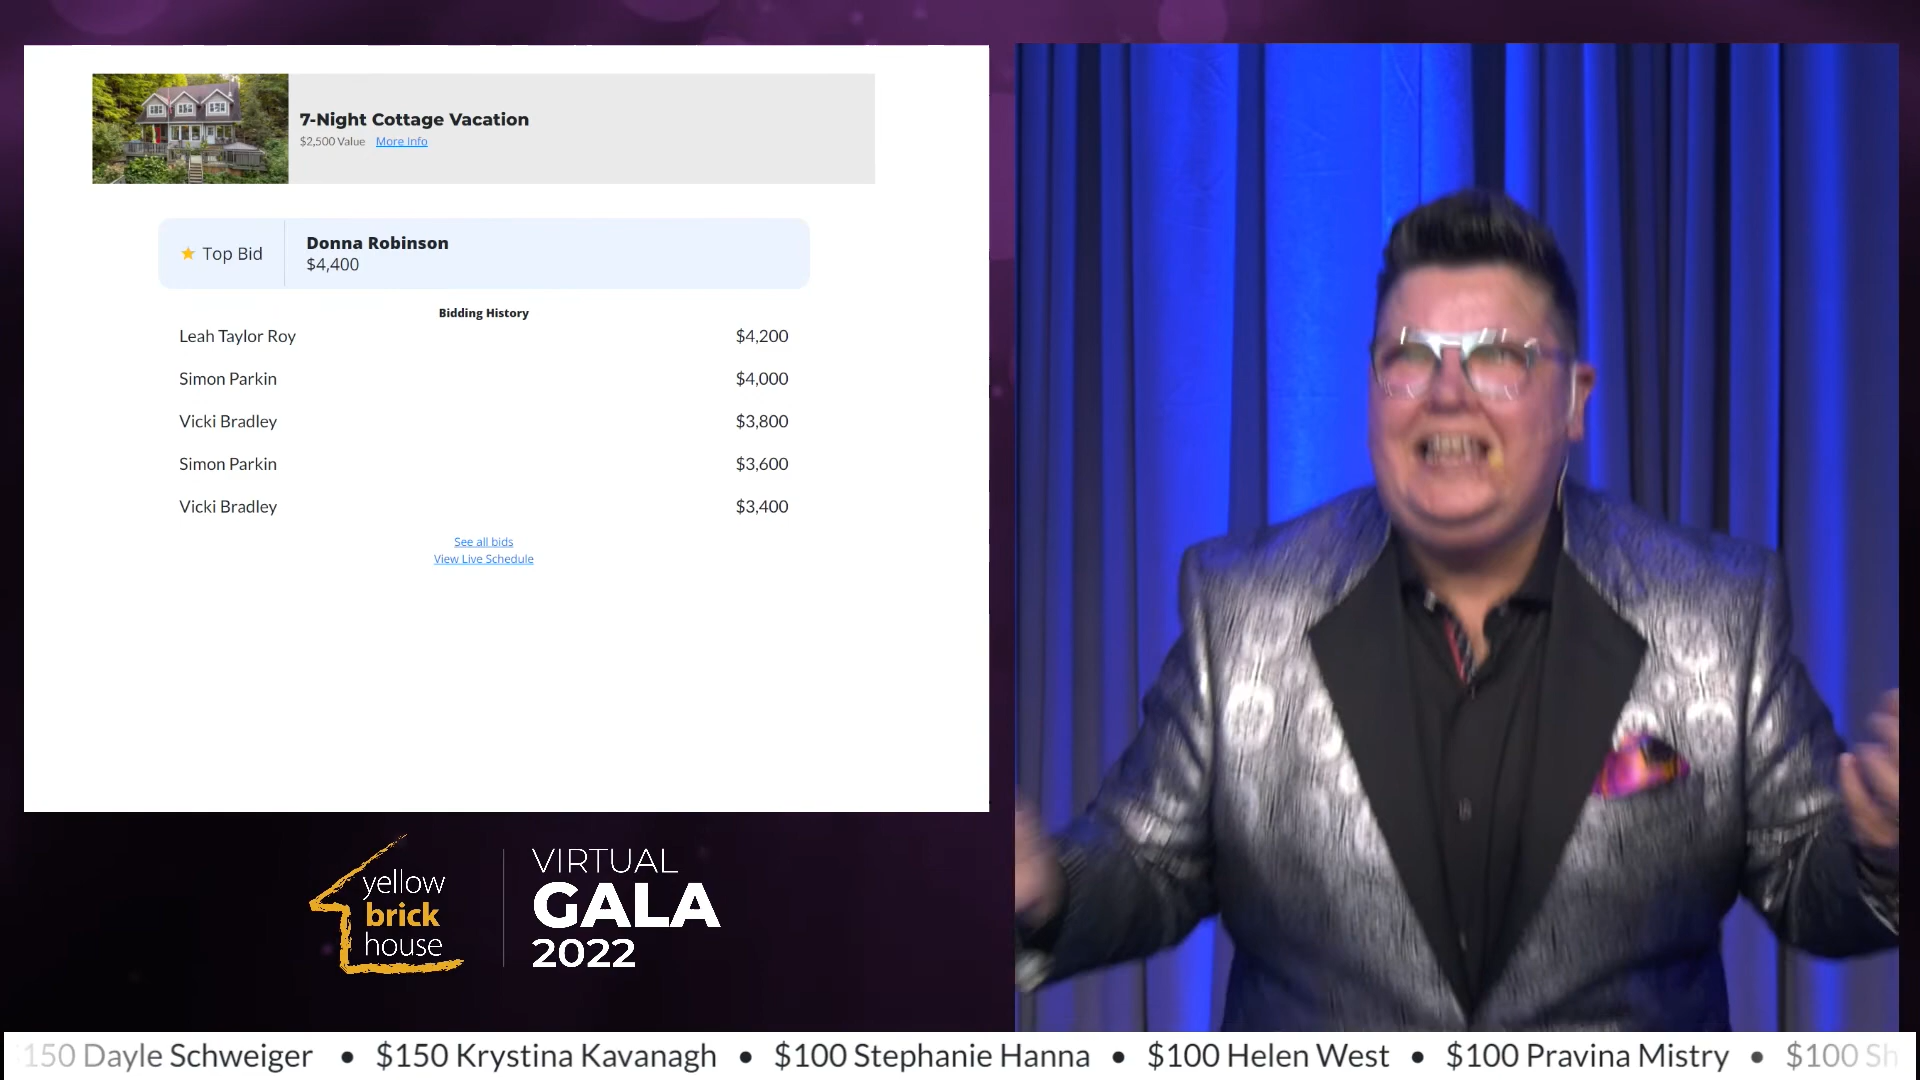 7-Night Cottage Vacation
$2,500 Value More Info
Top Bid
Donna Robinson
$4,400
Bidding History
Leah Taylor Roy $4,200
Simon Parkin $4,000
Vicki Bradley $3,800
Simon Parkin $3,600
Vicki Bradley $3,400
See all bids
View Live Schedule
yellow
brick
house
VIRTUAL
GALA
2022
150 Dayle Schweiger • $150 Krystina Kavanagh • $100 Stephanie Hanna • $100 Helen West • $100 Pravina Mistry • $100 Sh